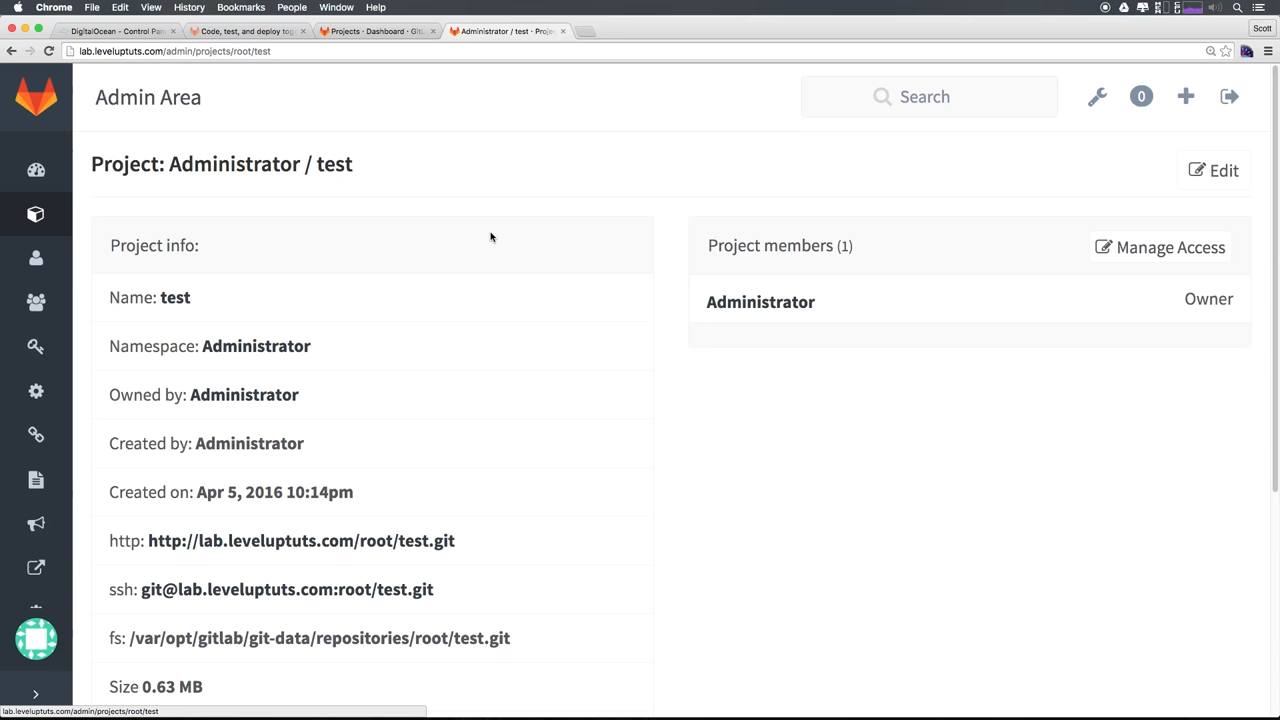 Chrome File Edit View History Bookmarks People Window Help
DigitalOcean - Control Pan
Code, test, and deploy tog
Projects · Dashboard · GitL
Administrator / test · Proje
Scott
lab.leveluptuts.com/admin/projects/root/test
Admin Area
Search
0
Project: Administrator / test
Edit
Project info:
Project members (1)
Manage Access
Name: test
Administrator
Owner
Namespace: Administrator
Owned by: Administrator
Created by: Administrator
Created on: Apr 5, 2016 10:14pm
http: http://lab.leveluptuts.com/root/test.git
ssh: git@lab.leveluptuts.com:root/test.git
fs: /var/opt/gitlab/git-data/repositories/root/test.git
Size 0.63 MB
lab.leveluptuts.com/admin/projects/root/test